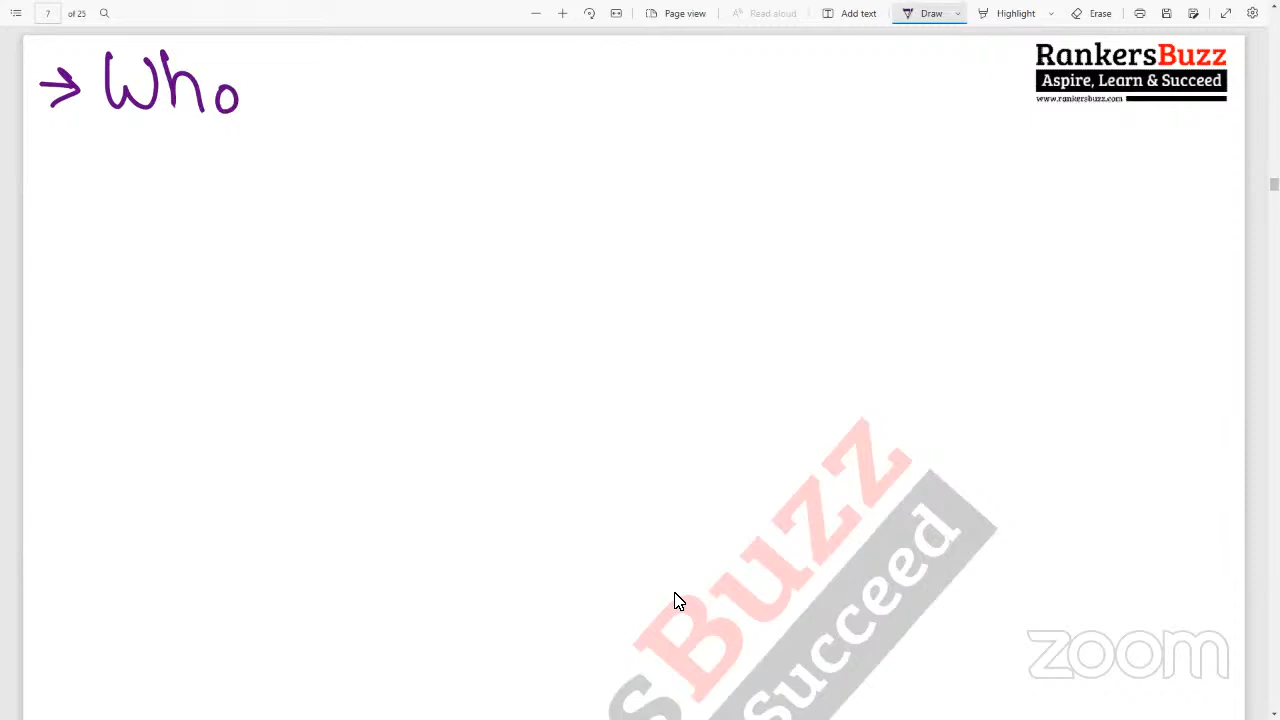 7 of 25 Page view Read aloud Add text Draw Highlight Erase
→ Who
RankersBuzz
Aspire, Learn & Succeed
www.rankersbuzz.com
sBuzz
succeed
zoom